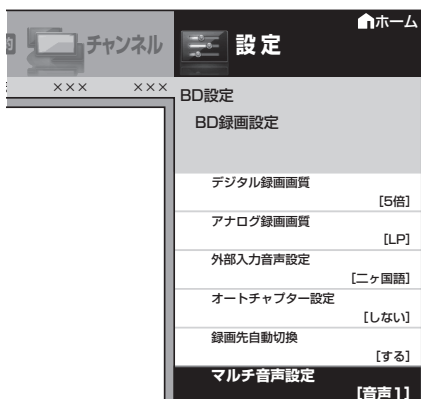 ホーム
チャンネル
設定
××× ×××
BD設定
BD録画設定
デジタル録画画質
[5倍]
アナログ録画画質
[LP]
外部入力音声設定
[二ヶ国語]
オートチャプター設定
[しない]
録画先自動切換
[する]
マルチ音声設定
[音声1]